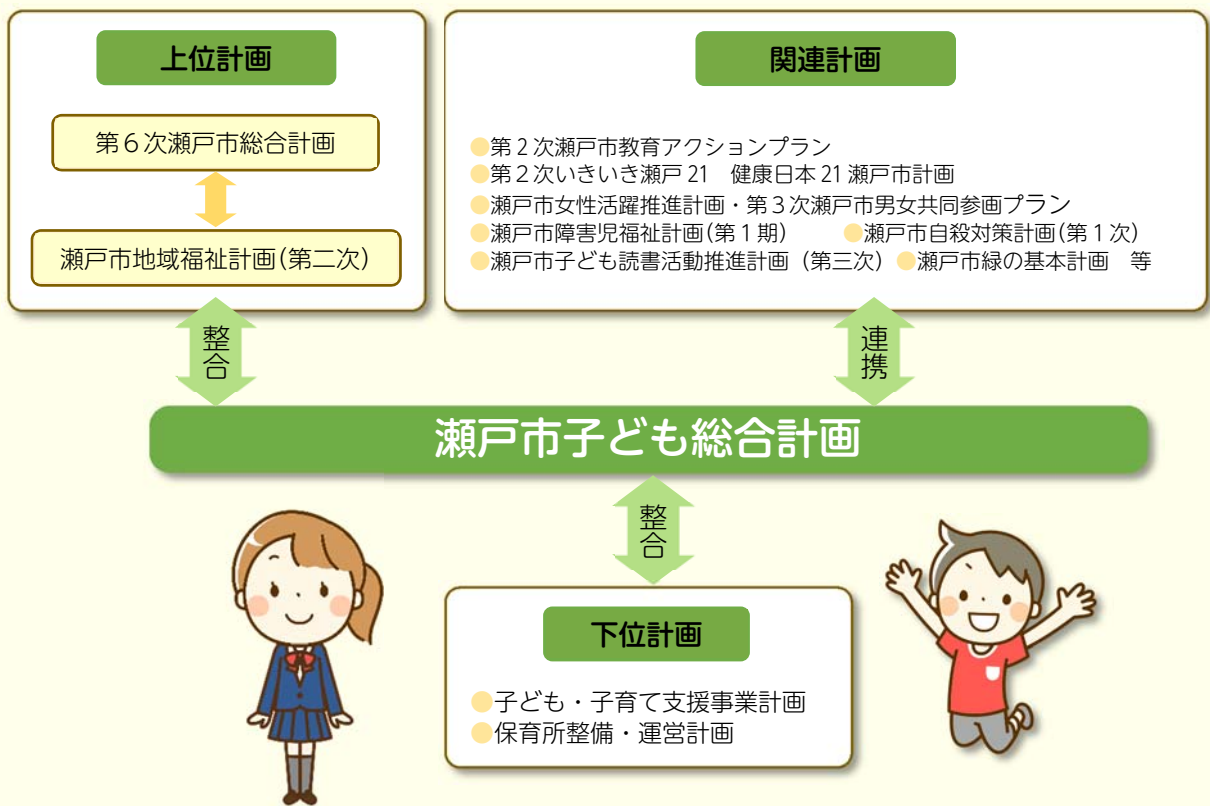 上位計画
第6次瀬戸市総合計画
瀬戸市地域福祉計画(第二次)
関連計画
●第2次瀬戸市教育アクションプラン
●第2次いきいき瀬戸21　健康日本21瀬戸市計画
●瀬戸市女性活躍推進計画・第3次瀬戸市男女共同参画プラン
●瀬戸市障害児福祉計画(第1期)　●瀬戸市自殺対策計画(第1次)
●瀬戸市子ども読書活動推進計画（第三次）●瀬戸市緑の基本計画　等
整合
連携
瀬戸市子ども総合計画
整合
下位計画
●子ども・子育て支援事業計画
●保育所整備・運営計画